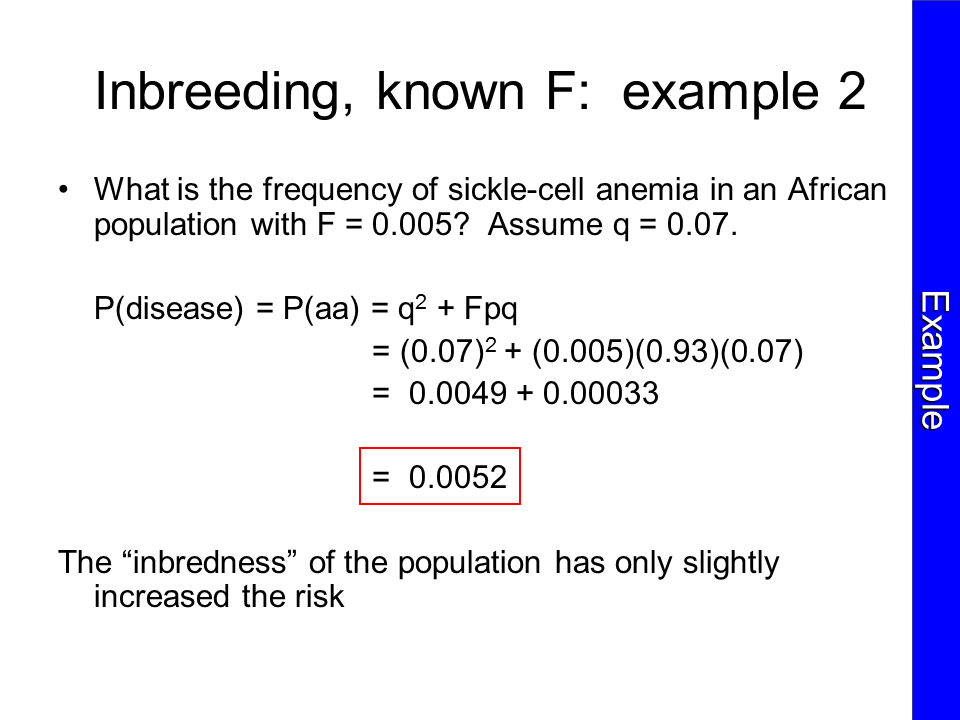 Inbreeding, known F: example 2
• What is the frequency of sickle-cell anemia in an African
population with F = 0.005? Assume q = 0.07.
P(disease) = P(aa) = q² + Fpq
= (0.07)² + (0.005)(0.93)(0.07)
= 0.0049 + 0.00033
= 0.0052
The “inbredness” of the population has only slightly
increased the risk
Example